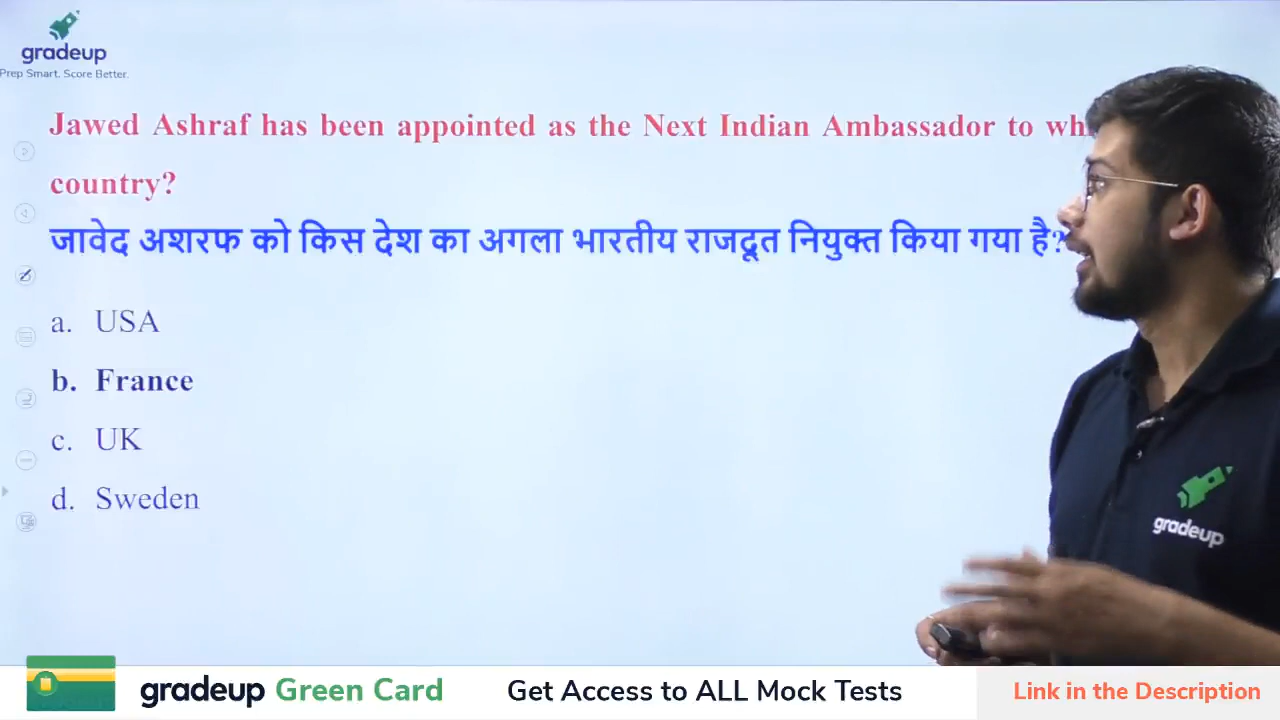 gradeup
Prep Smart. Score Better.
Jawed Ashraf has been appointed as the Next Indian Ambassador to
country?
जावेद अशरफ को किस देश का अगला भारतीय राजदूत नियुक्त किया गया है?
a. USA
b. France
c. UK
d. Sweden
gradeup
gradeup Green Card Get Access to ALL Mock Tests Link in the Description